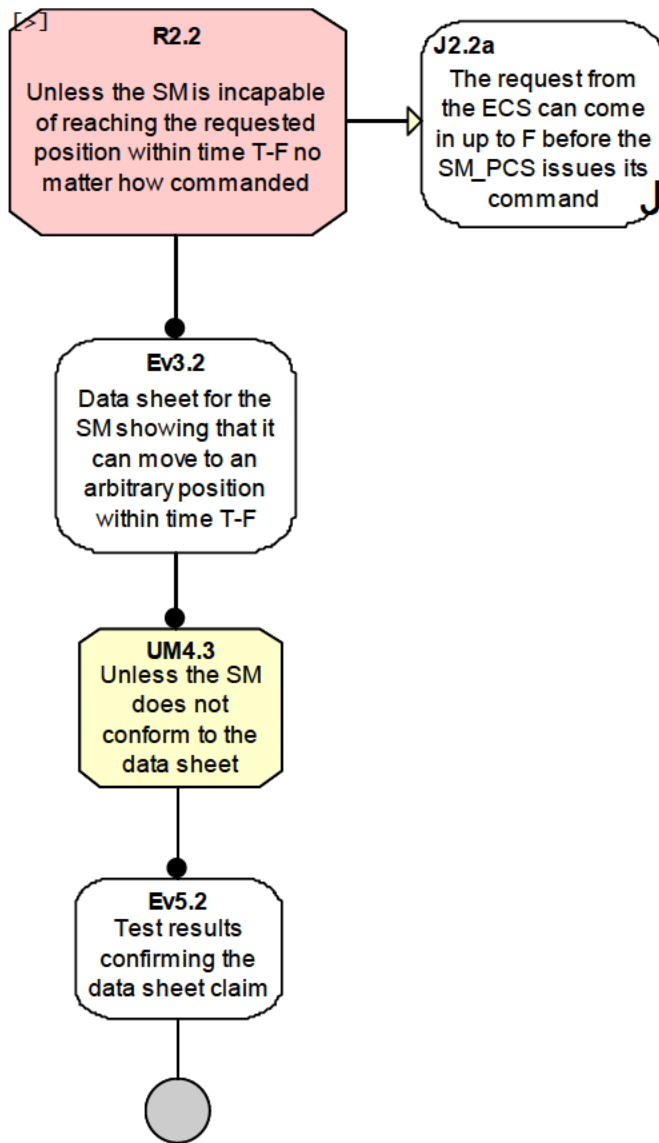 [>]
R2.2
Unless the SM is incapable
of reaching the requested
position within time T-F no
matter how commanded
J2.2a
The request from
the ECS can come
in up to F before the
SM_PCS issues its
command
J
Ev3.2
Data sheet for the
SM showing that it
can move to an
arbitrary position
within time T-F
UM4.3
Unless the SM
does not
conform to the
data sheet
Ev5.2
Test results
confirming the
data sheet claim